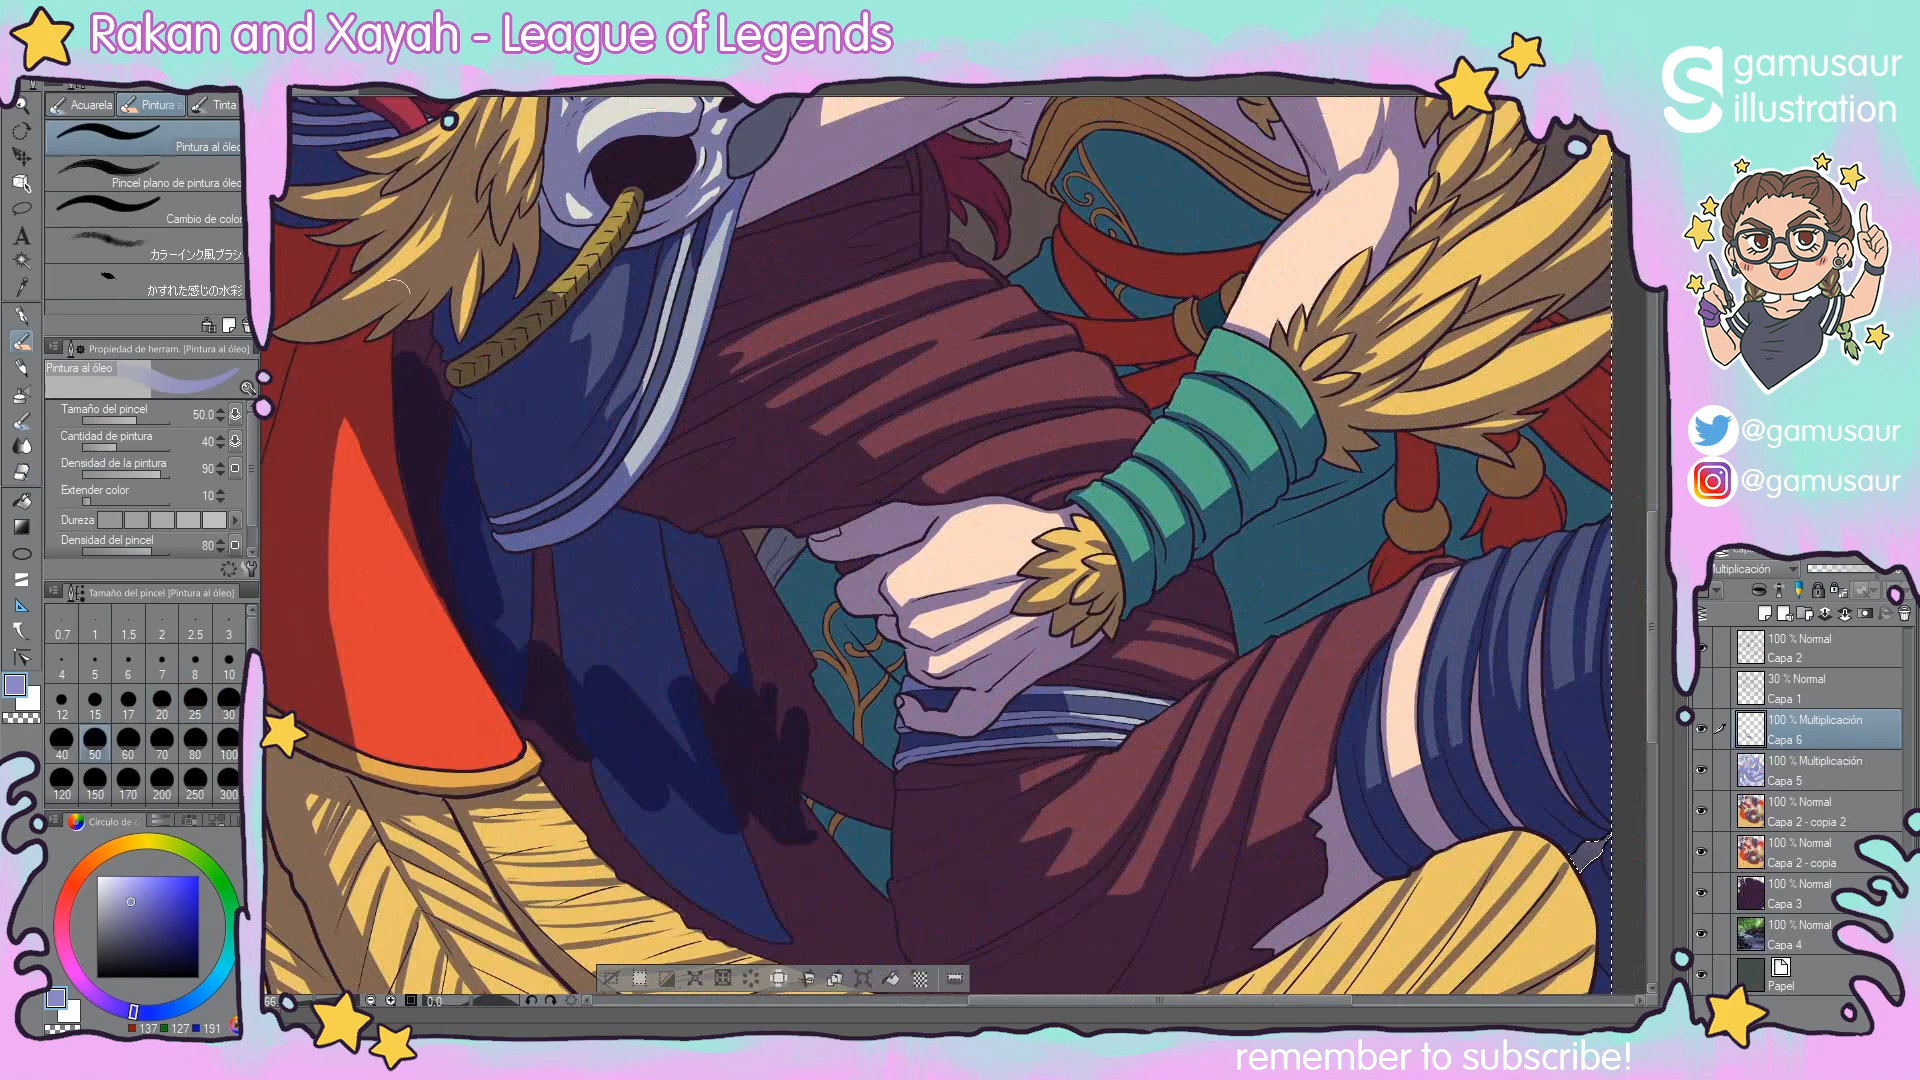 Rakan and Xayah - League of Legends
gamusaur
illustration
Acuarela
Pintura a
Tinta
Pintura al óleo
Pincel plano de pintura óleo
Cambio de color
カラーインク風ブラシ
かすれた感じの水彩
Propiedad de herram. [Pintura al óleo]
Pintura al óleo
Tamaño del pincel 50.0
Cantidad de pintura 40
Densidad de la pintura 90
Extender color 10
Dureza
Densidad del pincel 80
Tamaño del pincel [Pintura al óleo]
0.7 1 1.5 2 2.5 3
4 5 6 7 8 10
12 15 17 20 25 30
40 50 60 70 80 100
120 150 170 200 250 300
Círculo de c
137 127 191
66.
0,0
@gamusaur
@gamusaur
ultiplicación
100 % Normal
Capa 2
30 % Normal
Capa 1
100 % Multiplicación
Capa 6
100 % Multiplicación
Capa 5
100 % Normal
Capa 2 - copia 2
100 % Normal
Capa 2 - copia
100 % Normal
Capa 3
100 % Normal
Capa 4
Papel
remember to subscribe!